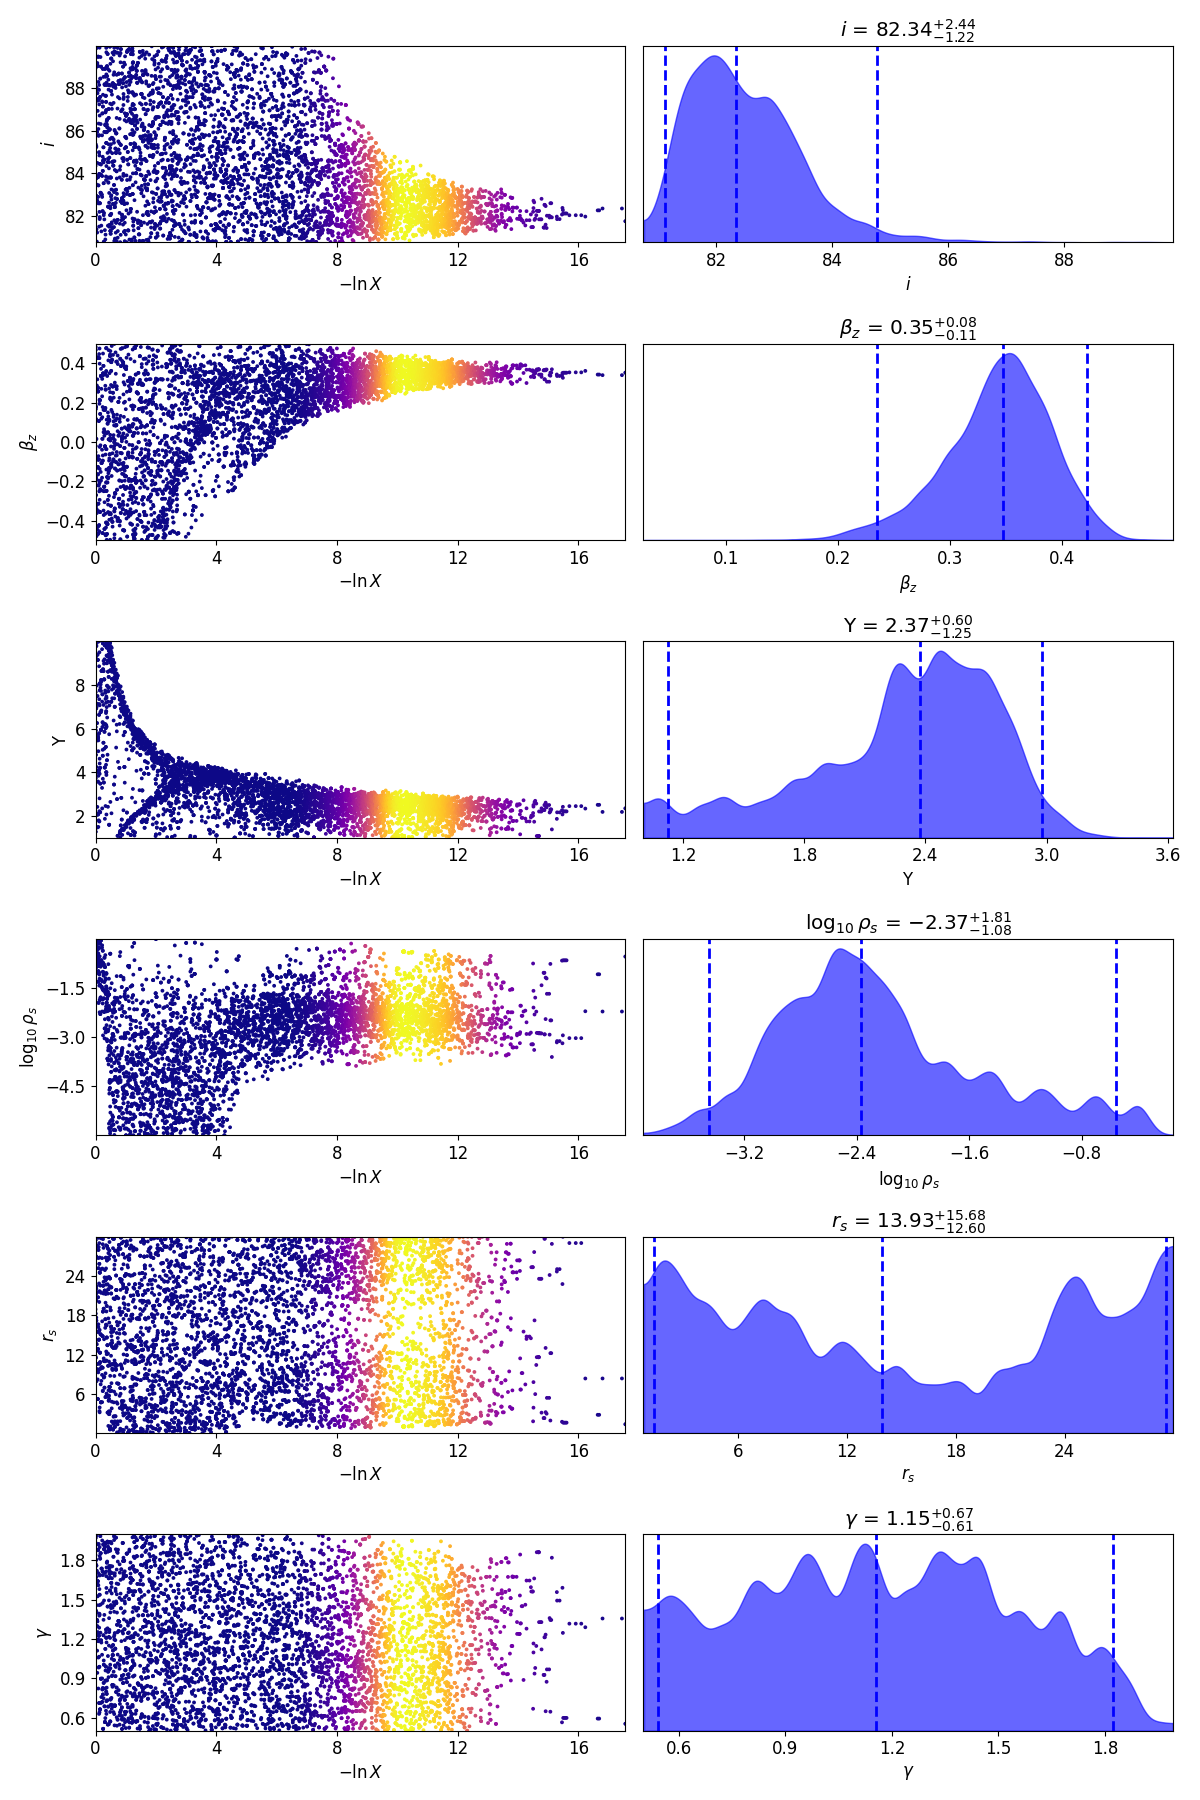 i = 82.34+2.44 −1.22
88
86
84
82
i
0 4 8 12 16
−ln X
82 84 86 88
i
βz = 0.35+0.08 −0.11
0.4
0.2
0.0
−0.2
−0.4
βz
0 4 8 12 16
−ln X
0.1 0.2 0.3 0.4
βz
Y = 2.37+0.60 −1.25
8
6
4
2
Y
0 4 8 12 16
−ln X
1.2 1.8 2.4 3.0 3.6
Y
log10 ρs = −2.37+1.81 −1.08
−1.5
−3.0
−4.5
log10 ρs
0 4 8 12 16
−ln X
−3.2 −2.4 −1.6 −0.8
log10 ρs
rs = 13.93+15.68 −12.60
24
18
12
6
rs
0 4 8 12 16
−ln X
6 12 18 24
rs
γ = 1.15+0.67 −0.61
1.8
1.5
1.2
0.9
0.6
γ
0 4 8 12 16
−ln X
0.6 0.9 1.2 1.5 1.8
γ